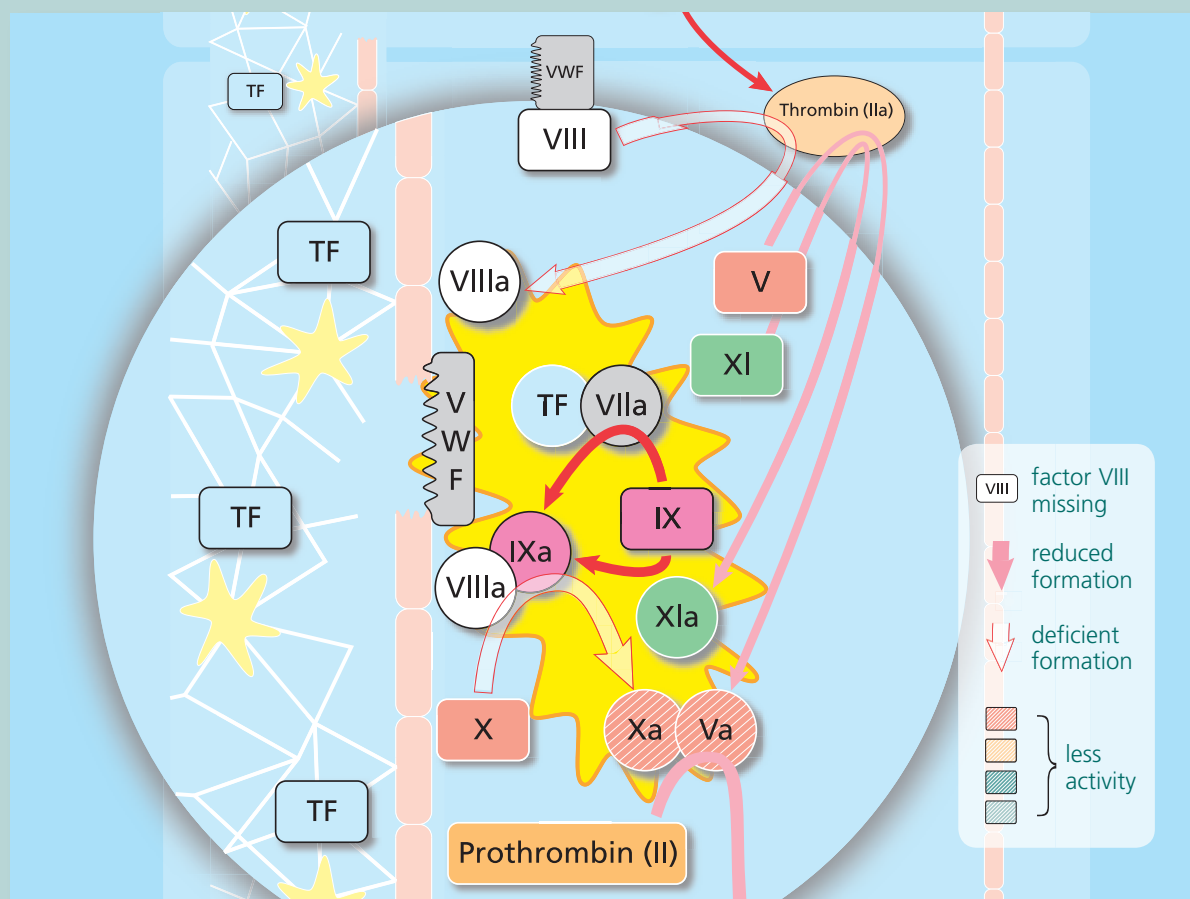 VWF
TF
Thrombin (IIa)
VIII
TF
VIIIa
V
XI
TF
VIIa
V
W
F
IX
TF
IXa
VIIIa
XIa
X
Xa
Va
TF
Prothrombin (II)
VIII
factor VIII
missing
reduced
formation
deficient
formation
less
activity